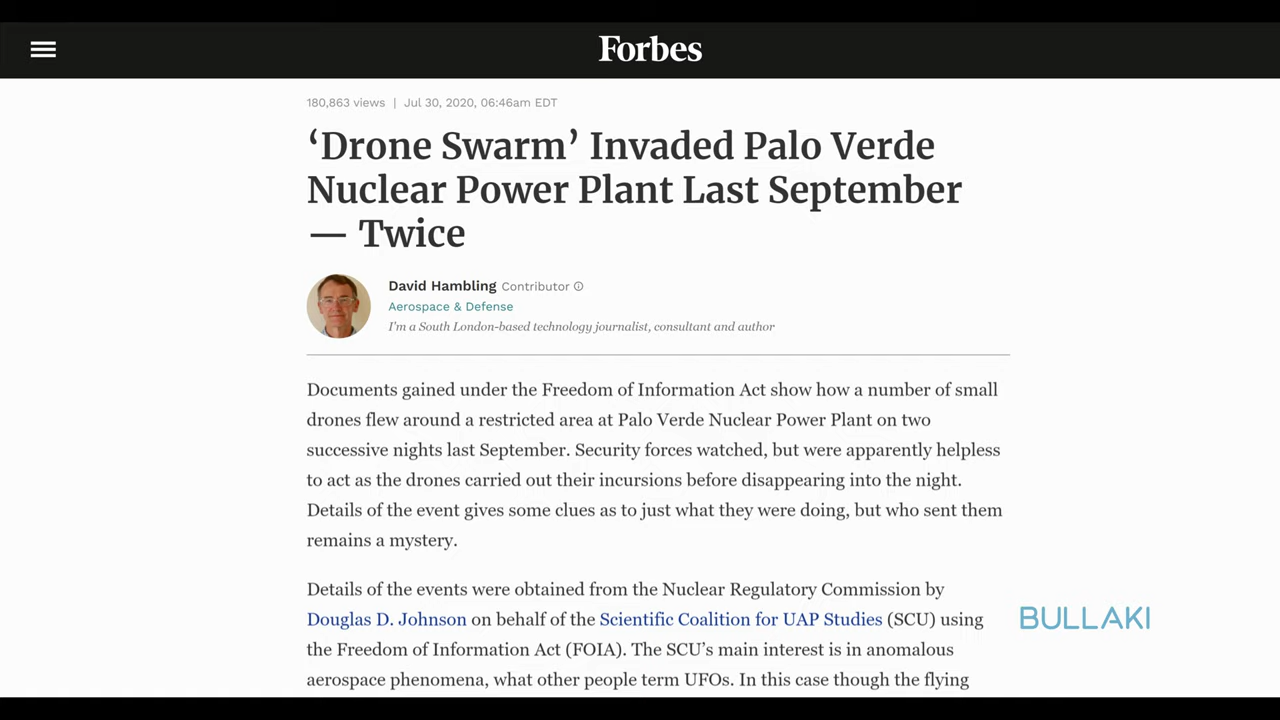 Forbes
180,863 views | Jul 30, 2020, 06:46am EDT
‘Drone Swarm’ Invaded Palo Verde
Nuclear Power Plant Last September
— Twice
David Hambling Contributor
Aerospace & Defense
I'm a South London-based technology journalist, consultant and author
Documents gained under the Freedom of Information Act show how a number of small
drones flew around a restricted area at Palo Verde Nuclear Power Plant on two
successive nights last September. Security forces watched, but were apparently helpless
to act as the drones carried out their incursions before disappearing into the night.
Details of the event gives some clues as to just what they were doing, but who sent them
remains a mystery.
Details of the events were obtained from the Nuclear Regulatory Commission by
Douglas D. Johnson on behalf of the Scientific Coalition for UAP Studies (SCU) using
the Freedom of Information Act (FOIA). The SCU’s main interest is in anomalous
aerospace phenomena, what other people term UFOs. In this case though the flying
BULLAKI